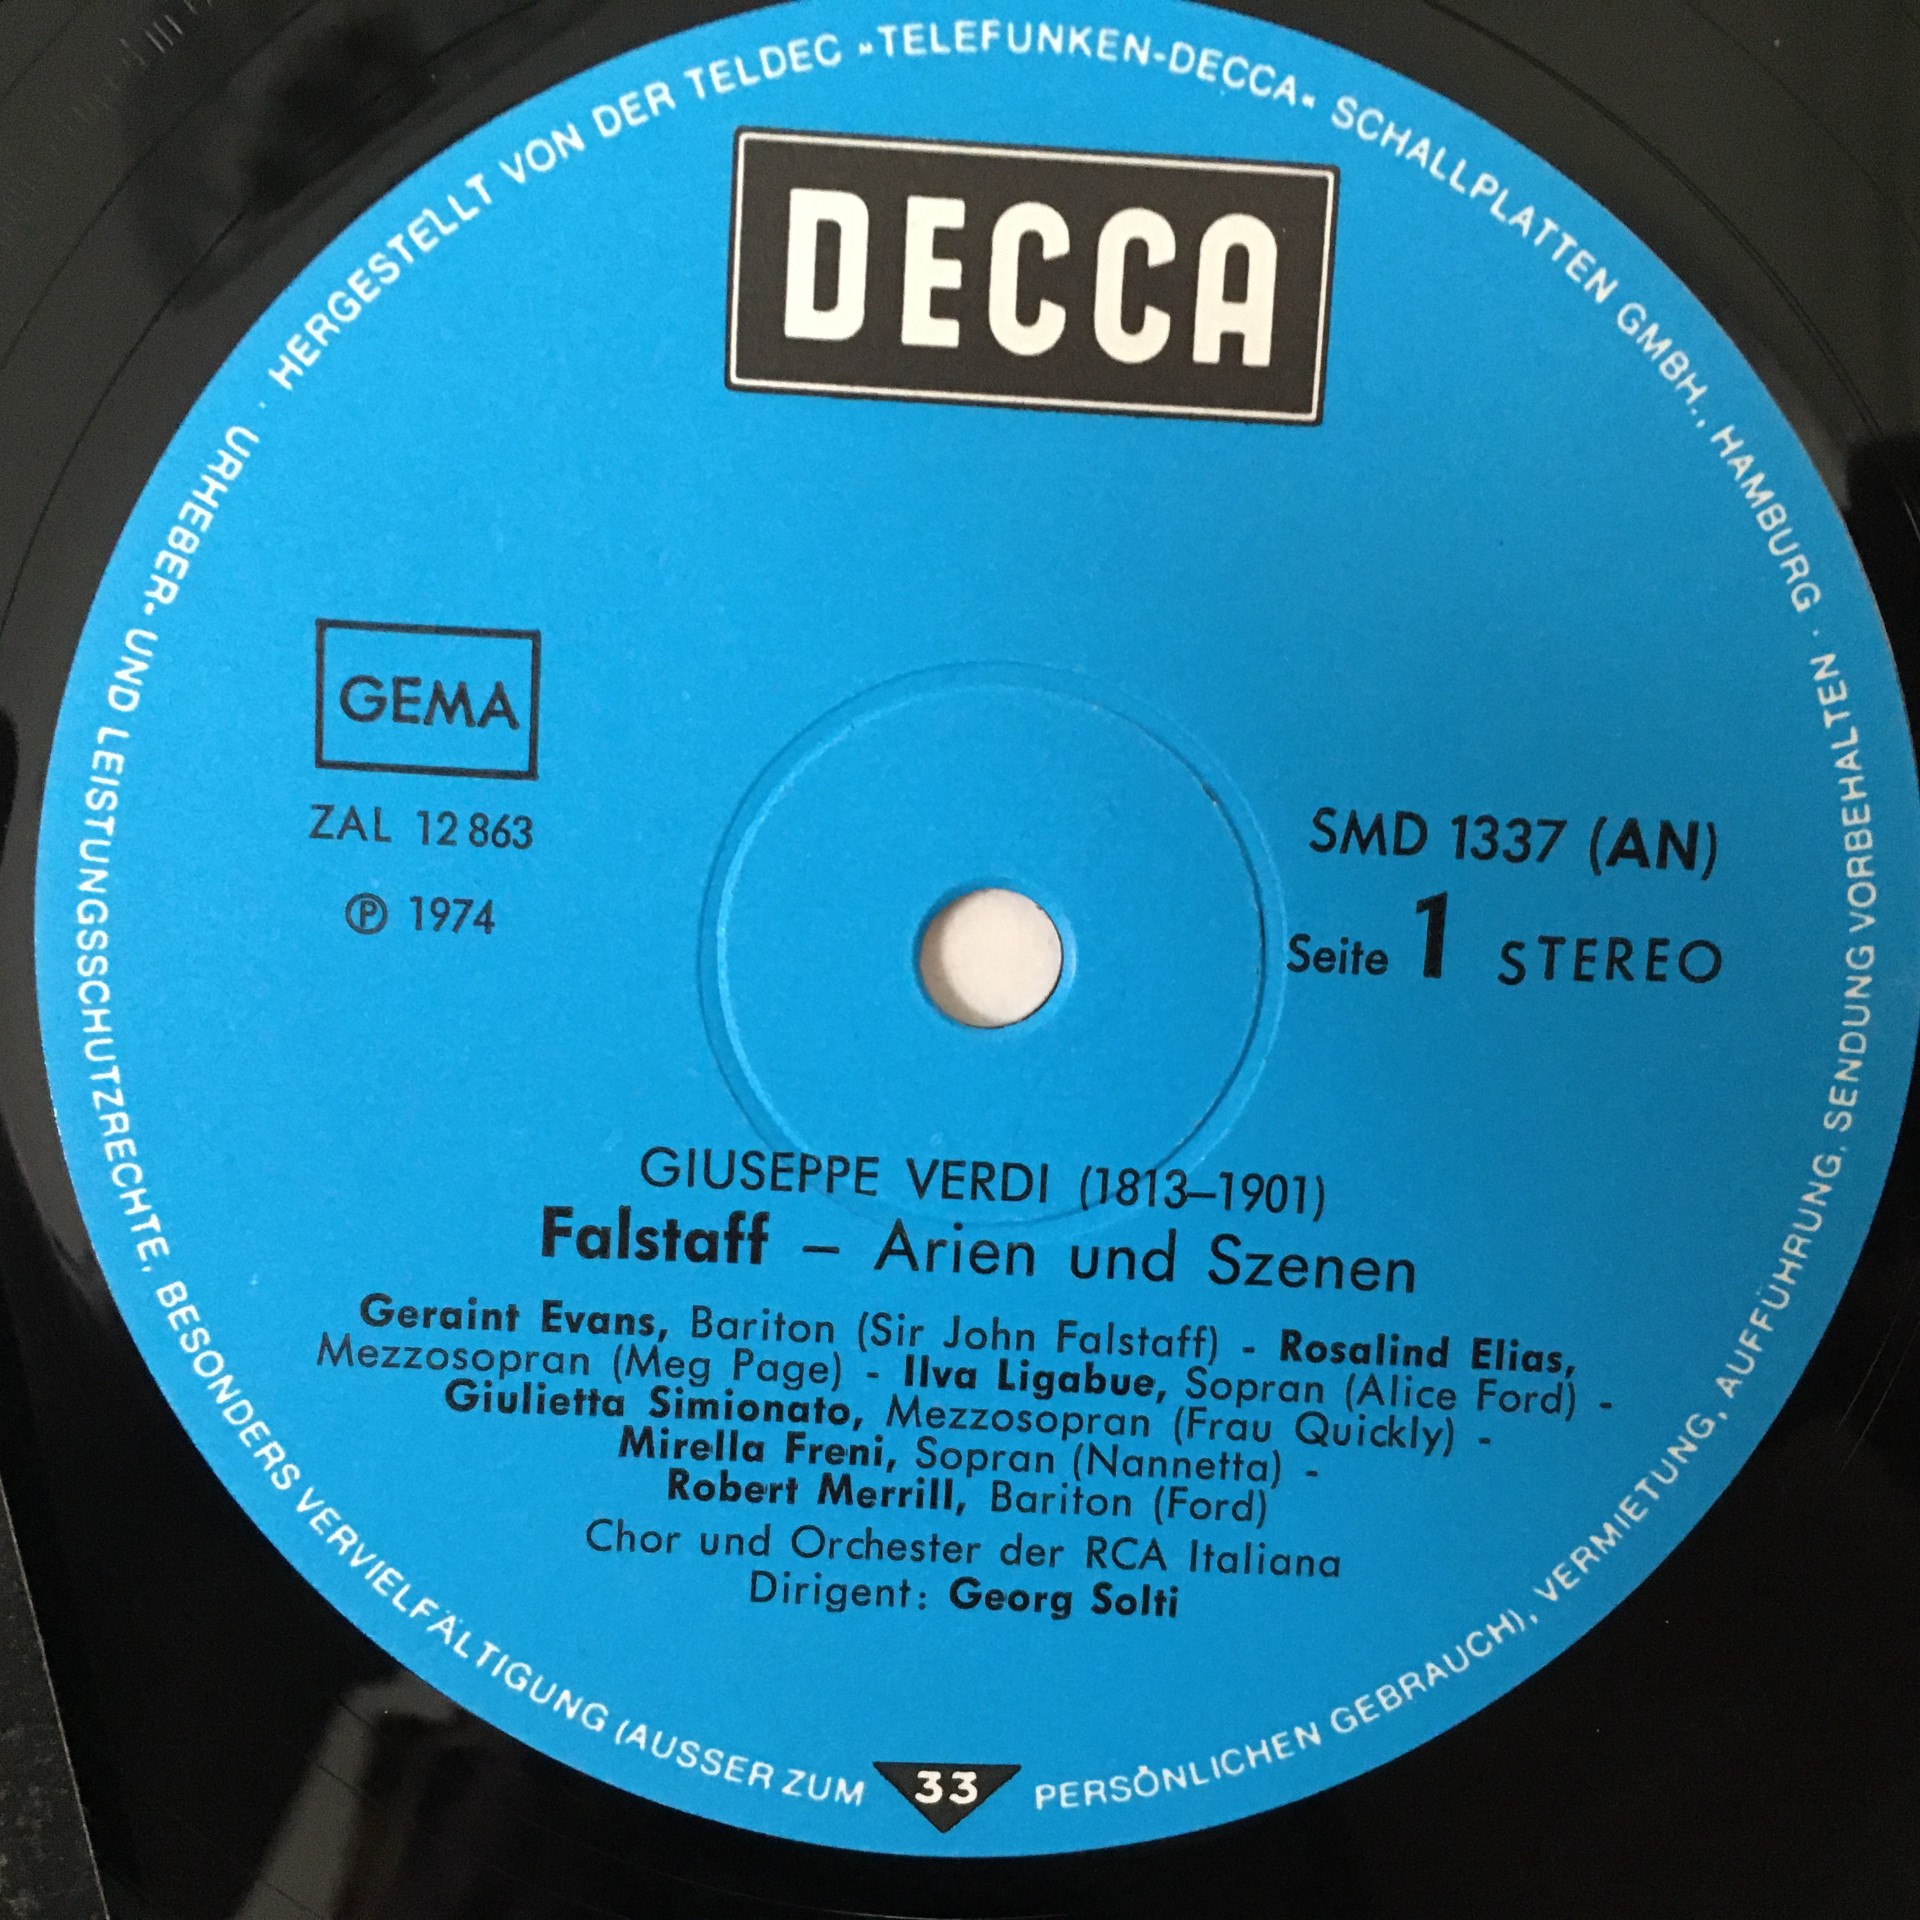 HERGESTELLT VON DER TELDEC »TELEFUNKEN-DECCA« SCHALLPLATTEN GMBH., HAMBURG · URHEBER- UND LEISTUNGSSCHUTZRECHTE, BESONDERS VERVIELFÄLTIGUNG (AUSSER ZUM PERSÖNLICHEN GEBRAUCH), VERMIETUNG, AUFFÜHRUNG, SENDUNG VORBEHALTEN ·
DECCA
GEMA
ZAL 12 863
Ⓟ 1974
SMD 1337 (AN)
Seite 1 STEREO
GIUSEPPE VERDI (1813–1901)
Falstaff – Arien und Szenen
Geraint Evans, Bariton (Sir John Falstaff) - Rosalind Elias,
Mezzosopran (Meg Page) - Ilva Ligabue, Sopran (Alice Ford) -
Giulietta Simionato, Mezzosopran (Frau Quickly) -
Mirella Freni, Sopran (Nannetta) -
Robert Merrill, Bariton (Ford)
Chor und Orchester der RCA Italiana
Dirigent: Georg Solti
33